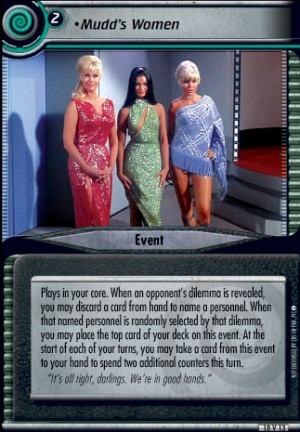 2
•Mudd's Women
Event
Plays in your core. When an opponent's dilemma is revealed,
you may discard a card from hand to name a personnel. When
that named personnel is randomly selected by that dilemma,
you may place the top card of your deck on this event. At the
start of each of your turns, you may take a card from this event
to your hand to spend two additional counters this turn.
"It's all right, darlings. We're in good hands."
18 V 13